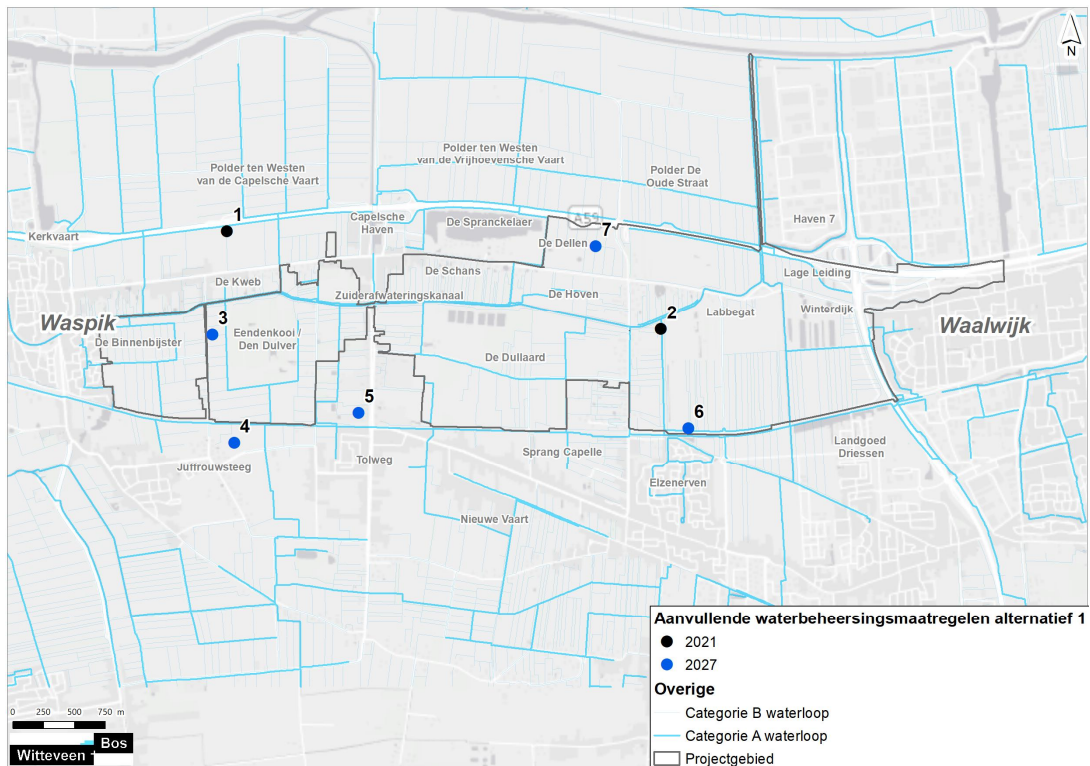 N
Polder ten Westen
van de Vrijhoevensche Vaart
Polder ten Westen
van de Capelsche Vaart
Polder De
Oude Straat
1
Capelsche
Haven
De Spranckelaer
A59
7
Haven 7
Kerkvaart
De Dellen
De Kweb
De Schans
Lage Leiding
Zuiderafwateringskanaal
De Hoven
2
Labbegat
Winterdijk
Waspik
3
Waalwijk
De Binnenbijster
Eendenkooi /
Den Dulver
De Dullaard
5
4
6
Juffrouwsteeg
Tolweg
Sprang Capelle
Landgoed
Driessen
Elzenerven
Nieuwe Vaart
Aanvullende waterbeheersingsmaatregelen alternatief 1
2021
2027
Overige
Categorie B waterloop
Categorie A waterloop
Projectgebied
0 250 500 750 m
Witteveen + Bos